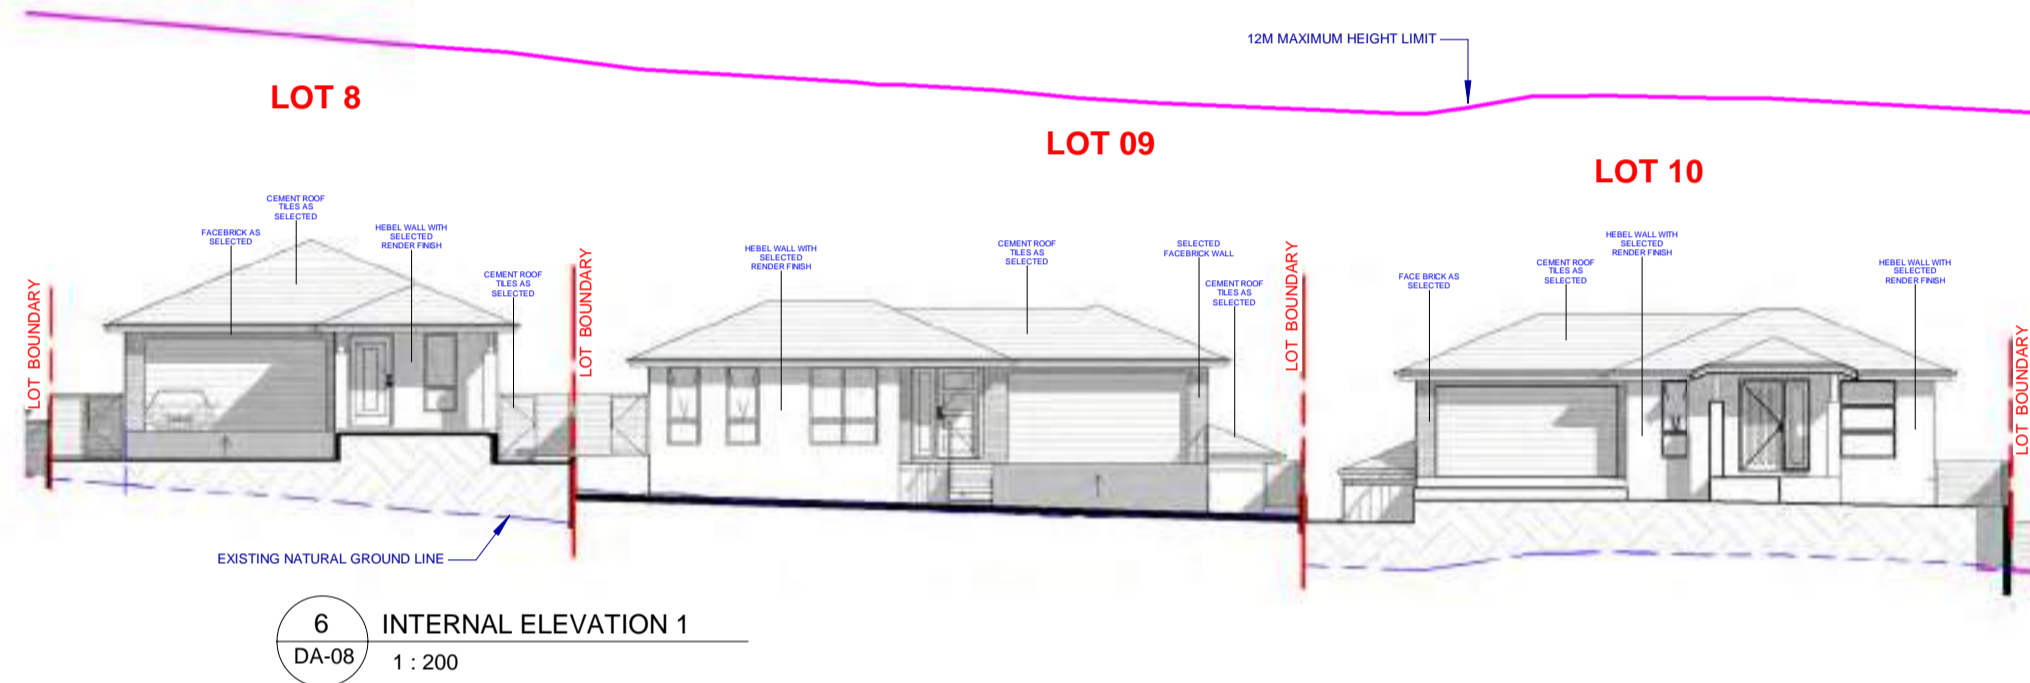 12M MAXIMUM HEIGHT LIMIT
LOT 8
LOT 09
LOT 10
CEMENT ROOF
TILES AS
SELECTED
FACEBRICK AS
SELECTED
HEBEL WALL WITH
SELECTED
RENDER FINISH
CEMENT ROOF
TILES AS
SELECTED
HEBEL WALL WITH
SELECTED
RENDER FINISH
CEMENT ROOF
TILES AS
SELECTED
SELECTED
FACEBRICK WALL
CEMENT ROOF
TILES AS
SELECTED
FACE BRICK AS
SELECTED
CEMENT ROOF
TILES AS
SELECTED
HEBEL WALL WITH
SELECTED
RENDER FINISH
HEBEL WALL WITH
SELECTED
RENDER FINISH
LOT BOUNDARY
LOT BOUNDARY
LOT BOUNDARY
LOT BOUNDARY
EXISTING NATURAL GROUND LINE
6
DA-08
INTERNAL ELEVATION 1
1 : 200